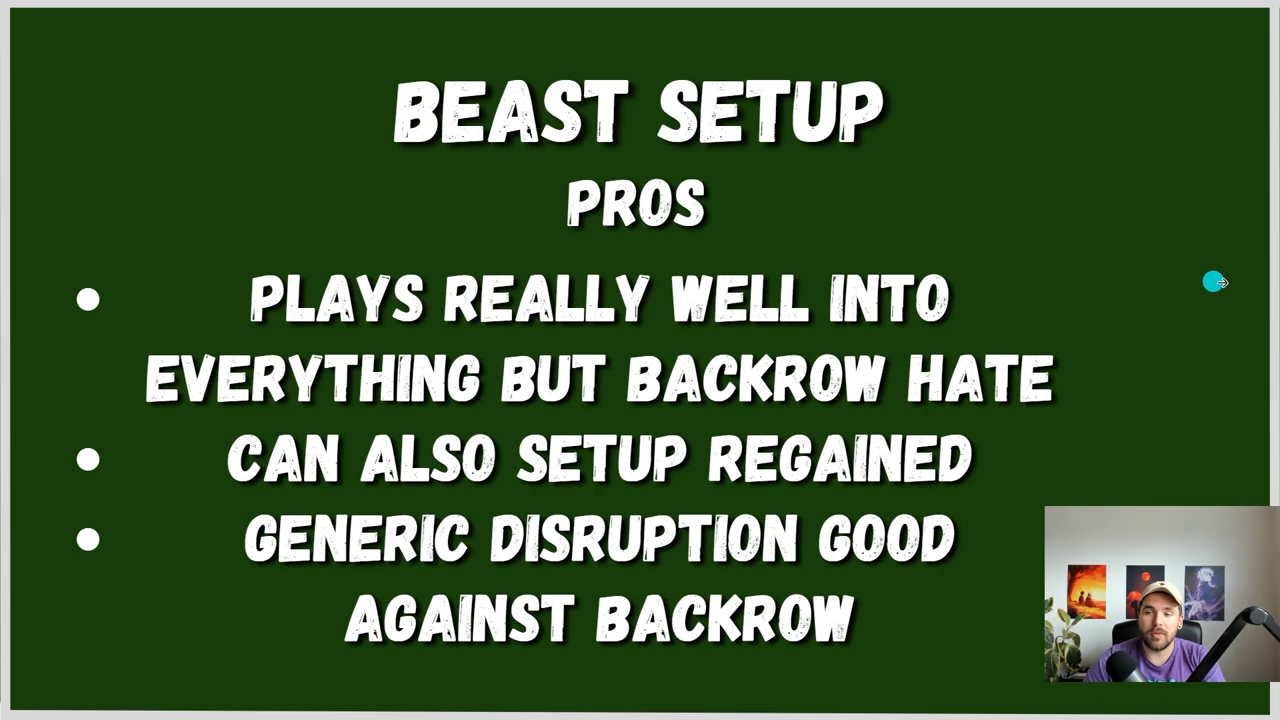 BEAST SETUP
PROS
PLAYS REALLY WELL INTO
EVERYTHING BUT BACKROW HATE
CAN ALSO SETUP REGAINED
GENERIC DISRUPTION GOOD
AGAINST BACKROW